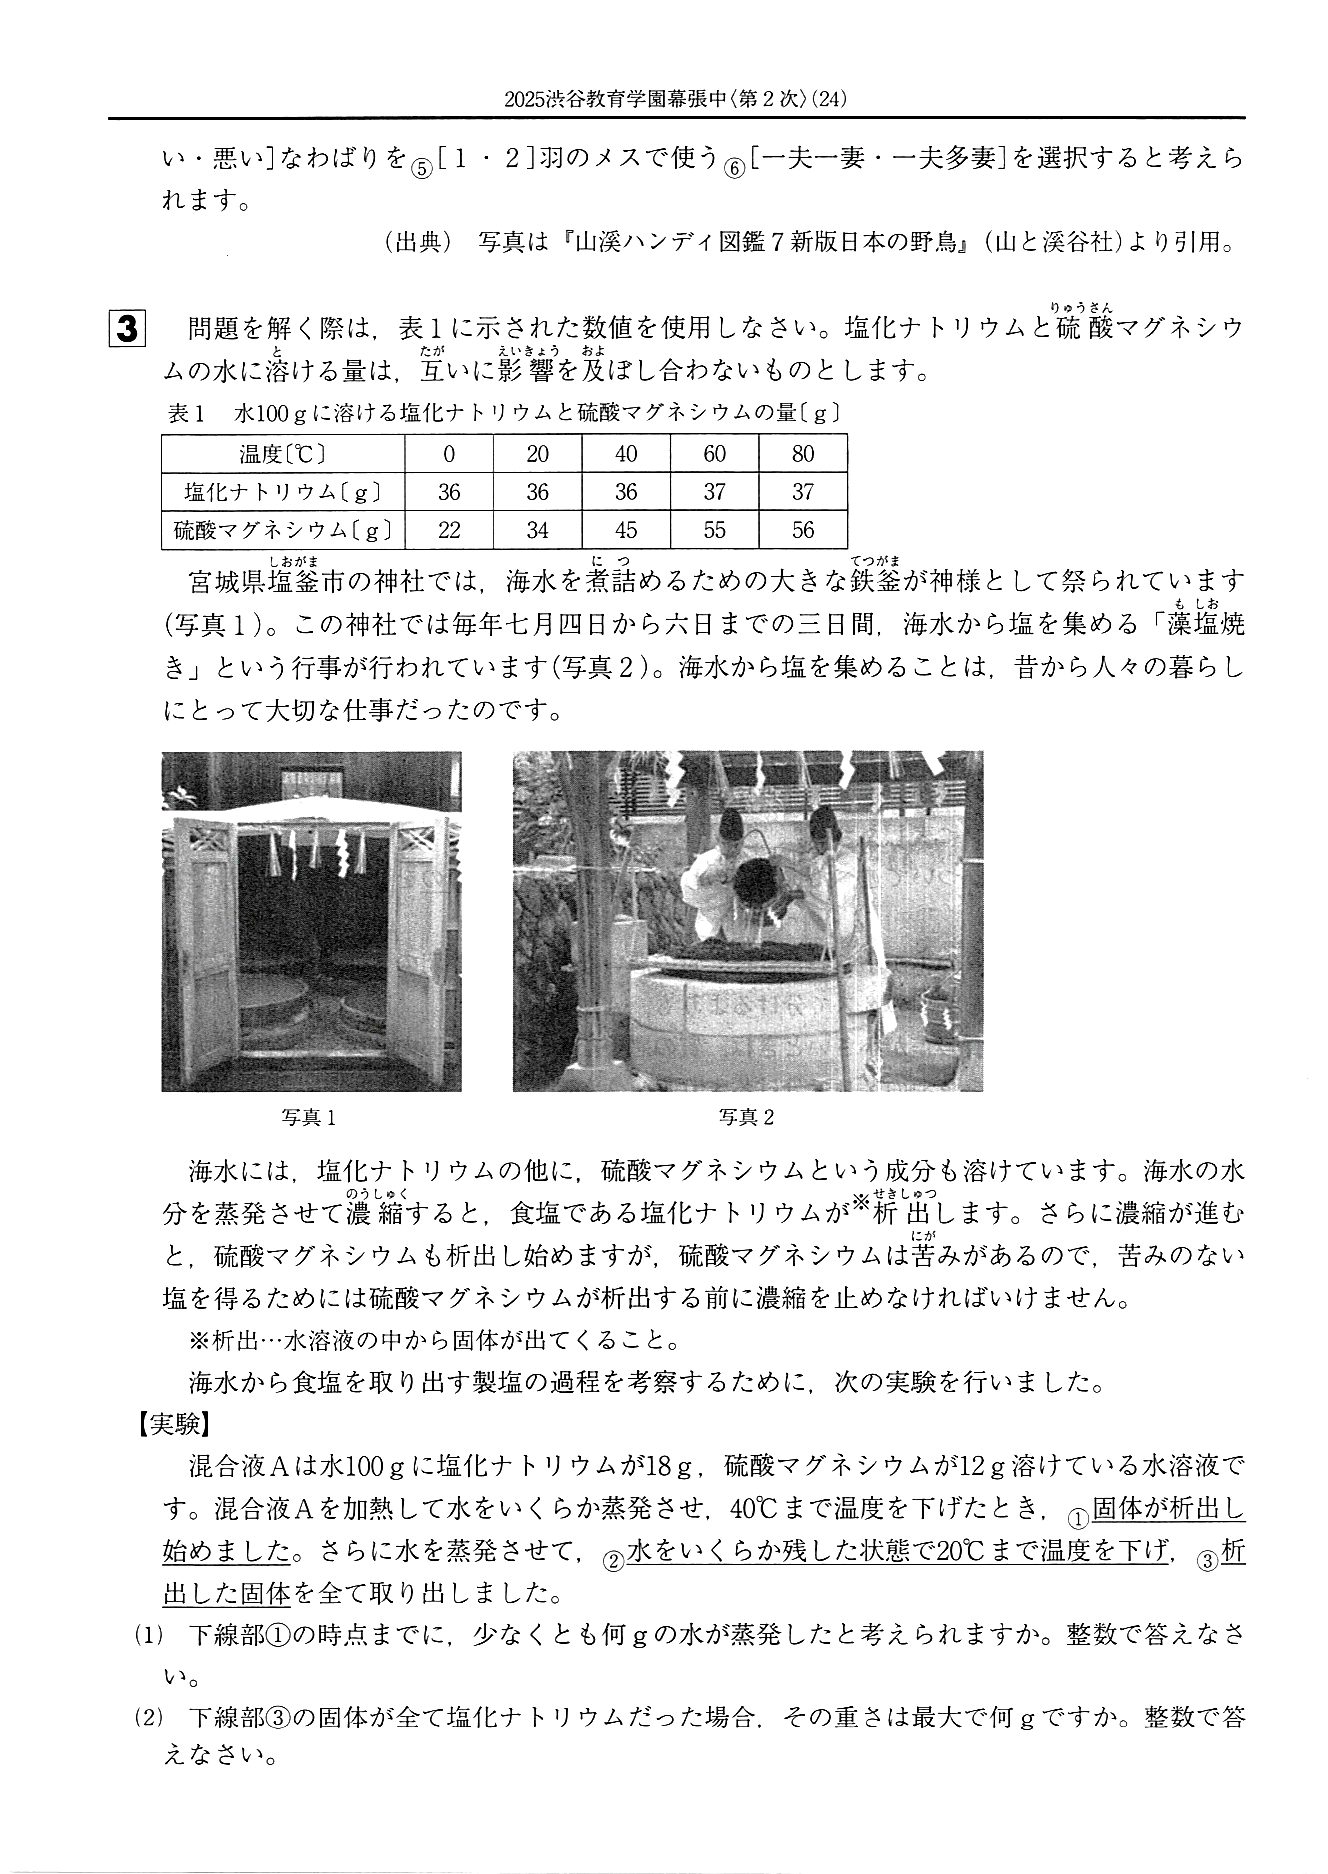 2025渋谷教育学園幕張中〈第2次〉(24)
い・悪い]なわばりを⑤[1・2]羽のメスで使う⑥[一夫一妻・一夫多妻]を選択すると考えら
れます。
(出典) 写真は『山溪ハンディ図鑑7新版日本の野鳥』(山と溪谷社)より引用。
3 問題を解く際は，表1に示された数値を使用しなさい。塩化ナトリウムと硫酸マグネシウ
ムの水に溶ける量は，互いに影響を及ぼし合わないものとします。
表1 水100gに溶ける塩化ナトリウムと硫酸マグネシウムの量〔g〕
温度〔℃〕 0 20 40 60 80
塩化ナトリウム〔g〕 36 36 36 37 37
硫酸マグネシウム〔g〕 22 34 45 55 56
宮城県塩釜市の神社では，海水を煮詰めるための大きな鉄釜が神様として祭られています
(写真1)。この神社では毎年七月四日から六日までの三日間，海水から塩を集める「藻塩焼
き」という行事が行われています(写真2)。海水から塩を集めることは，昔から人々の暮らし
にとって大切な仕事だったのです。
写真1
写真2
海水には，塩化ナトリウムの他に，硫酸マグネシウムという成分も溶けています。海水の水
分を蒸発させて濃縮すると，食塩である塩化ナトリウムが※析出します。さらに濃縮が進む
と，硫酸マグネシウムも析出し始めますが，硫酸マグネシウムは苦みがあるので，苦みのない
塩を得るためには硫酸マグネシウムが析出する前に濃縮を止めなければいけません。
※析出…水溶液の中から固体が出てくること。
海水から食塩を取り出す製塩の過程を考察するために，次の実験を行いました。
【実験】
混合液Aは水100gに塩化ナトリウムが18g，硫酸マグネシウムが12g溶けている水溶液で
す。混合液Aを加熱して水をいくらか蒸発させ，40℃まで温度を下げたとき，①固体が析出し
始めました。さらに水を蒸発させて，②水をいくらか残した状態で20℃まで温度を下げ，③析
出した固体を全て取り出しました。
(1) 下線部①の時点までに，少なくとも何gの水が蒸発したと考えられますか。整数で答えなさ
い。
(2) 下線部③の固体が全て塩化ナトリウムだった場合，その重さは最大で何gですか。整数で答
えなさい。